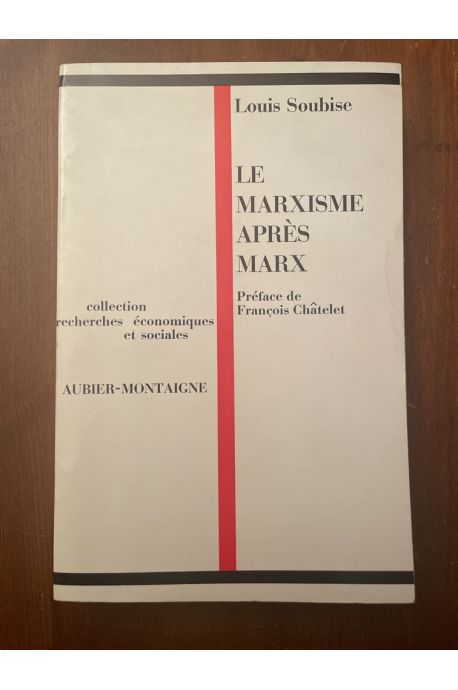 Louis Soubise
LE
MARXISME
APRÈS
MARX
Préface de
François Châtelet
collection
recherches économiques
et sociales
AUBIER-MONTAIGNE